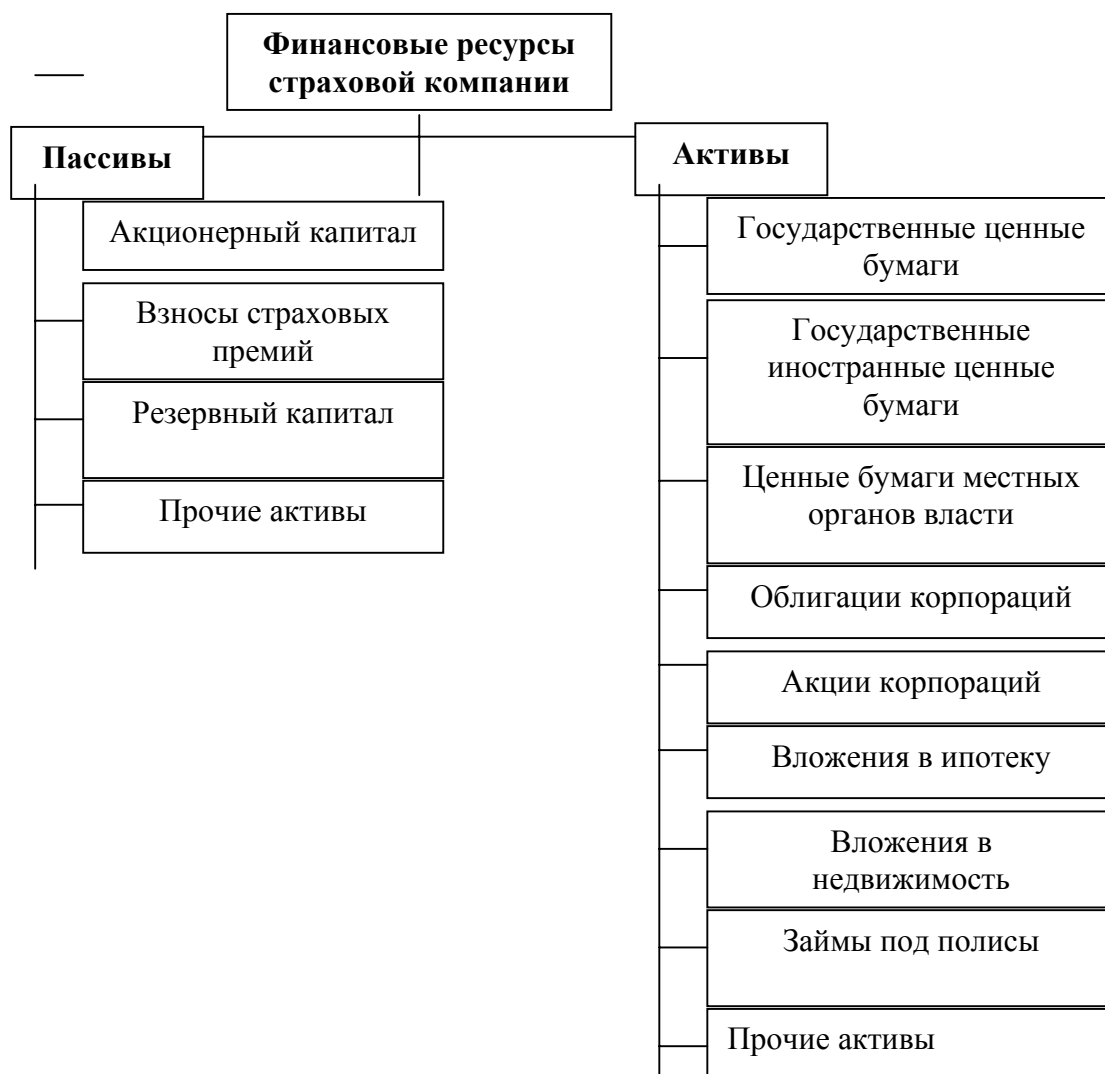 Финансовые ресурсы
страховой компании
Пассивы
Акционерный капитал
Взносы страховых
премий
Резервный капитал
Прочие активы
Активы
Государственные ценные
бумаги
Государственные
иностранные ценные
бумаги
Ценные бумаги местных
органов власти
Облигации корпораций
Акции корпораций
Вложения в ипотеку
Вложения в
недвижимость
Займы под полисы
Прочие активы